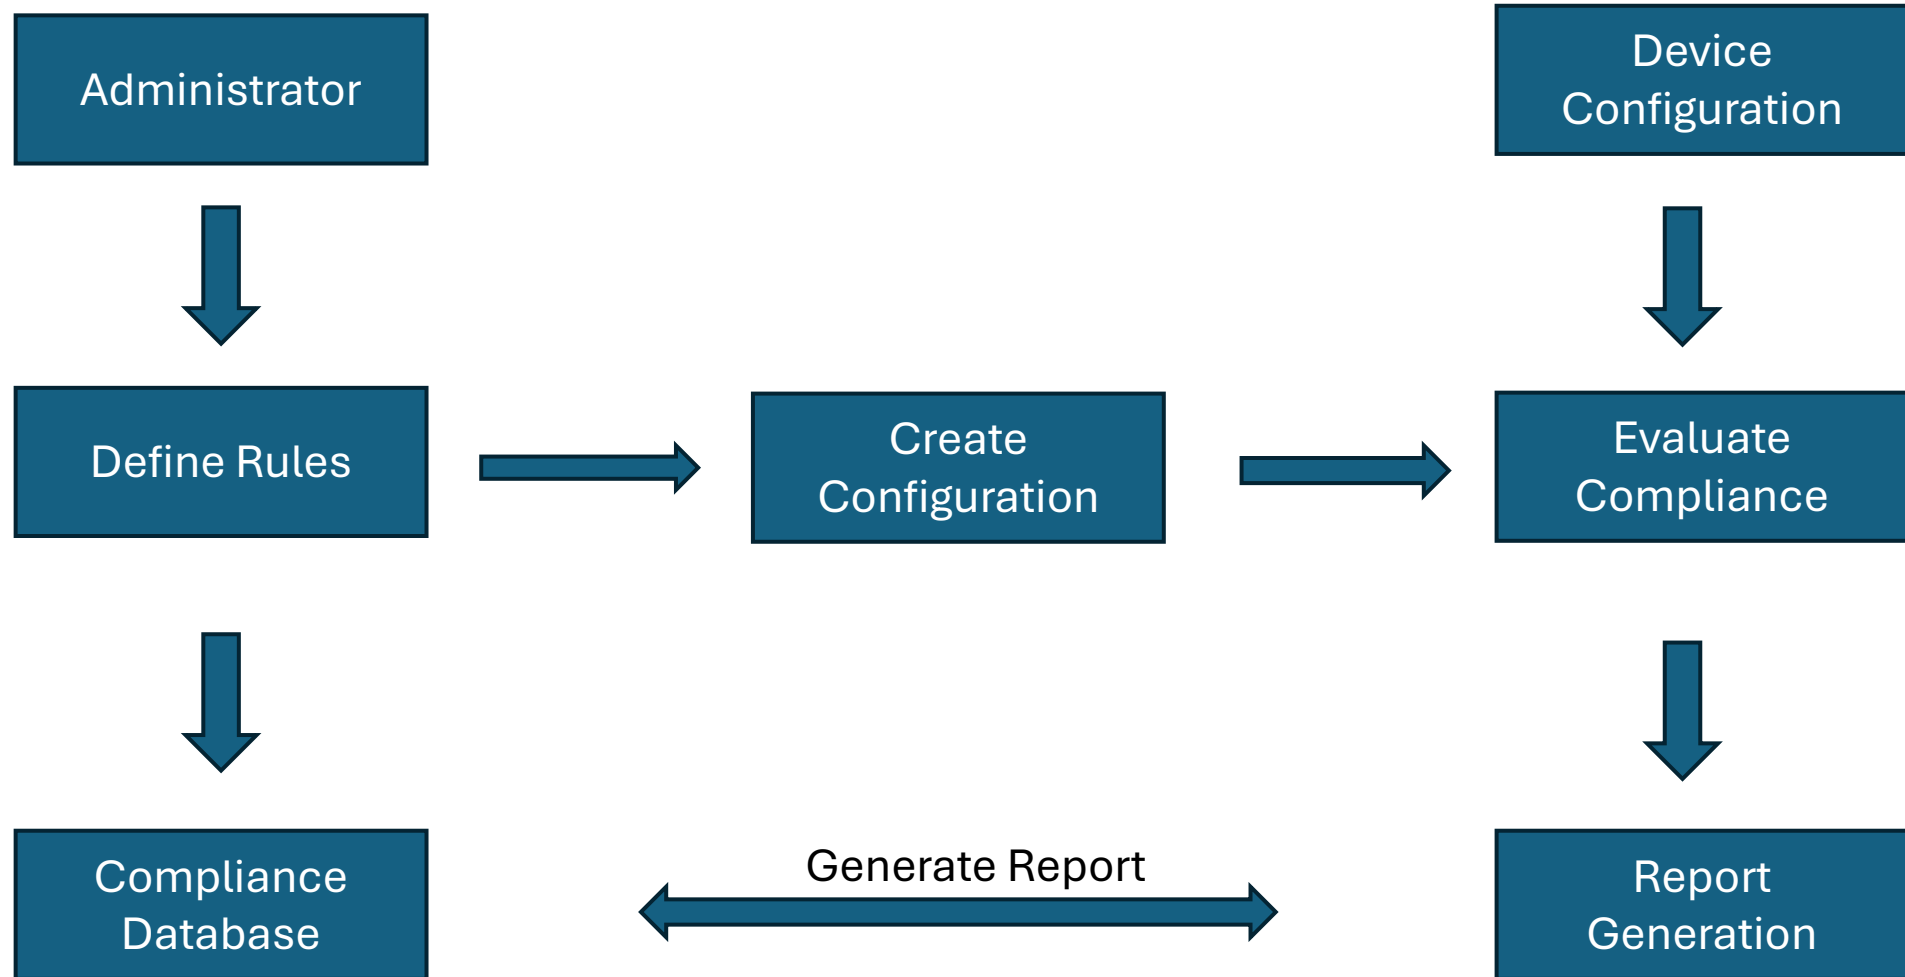 Administrator
Device
Configuration
Define Rules
Create
Configuration
Evaluate
Compliance
Compliance
Database
Generate Report
Report
Generation